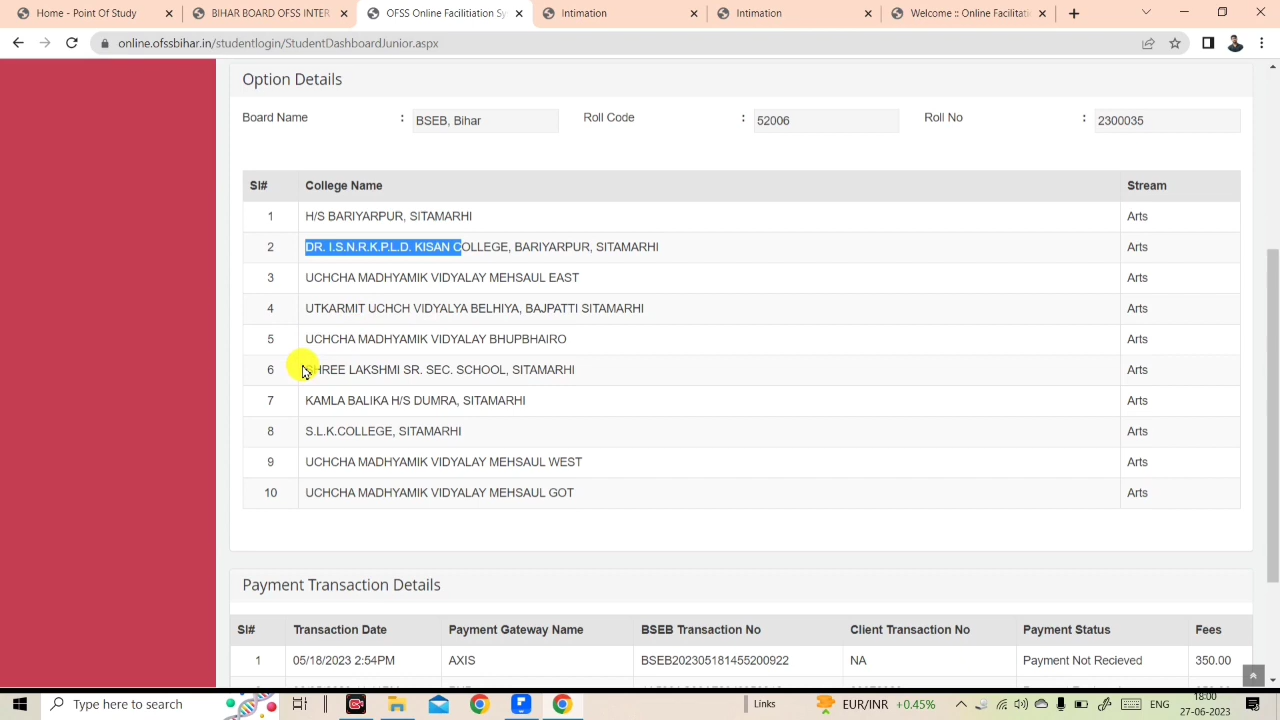 Home - Point Of Study
BIHAR BOARD OFSS INTER
OFSS Online Facilitation Sy
Intimation
Intimation
Welcome :: Online Facilitati
online.ofssbihar.in/studentlogin/StudentDashboardJunior.aspx
Option Details
Board Name : BSEB, Bihar Roll Code : 52006 Roll No : 2300035
Sl# College Name Stream
1 H/S BARIYARPUR, SITAMARHI Arts
2 DR. I.S.N.R.K.P.L.D. KISAN COLLEGE, BARIYARPUR, SITAMARHI Arts
3 UCHCHA MADHYAMIK VIDYALAY MEHSAUL EAST Arts
4 UTKARMIT UCHCH VIDYALYA BELHIYA, BAJPATTI SITAMARHI Arts
5 UCHCHA MADHYAMIK VIDYALAY BHUPBHAIRO Arts
6 SHREE LAKSHMI SR. SEC. SCHOOL, SITAMARHI Arts
7 KAMLA BALIKA H/S DUMRA, SITAMARHI Arts
8 S.L.K.COLLEGE, SITAMARHI Arts
9 UCHCHA MADHYAMIK VIDYALAY MEHSAUL WEST Arts
10 UCHCHA MADHYAMIK VIDYALAY MEHSAUL GOT Arts
Payment Transaction Details
Sl# Transaction Date Payment Gateway Name BSEB Transaction No Client Transaction No Payment Status Fees
1 05/18/2023 2:54PM AXIS BSEB202305181455200922 NA Payment Not Recieved 350.00
Type here to search
Links
EUR/INR +0.45%
ENG
18:00
27-06-2023